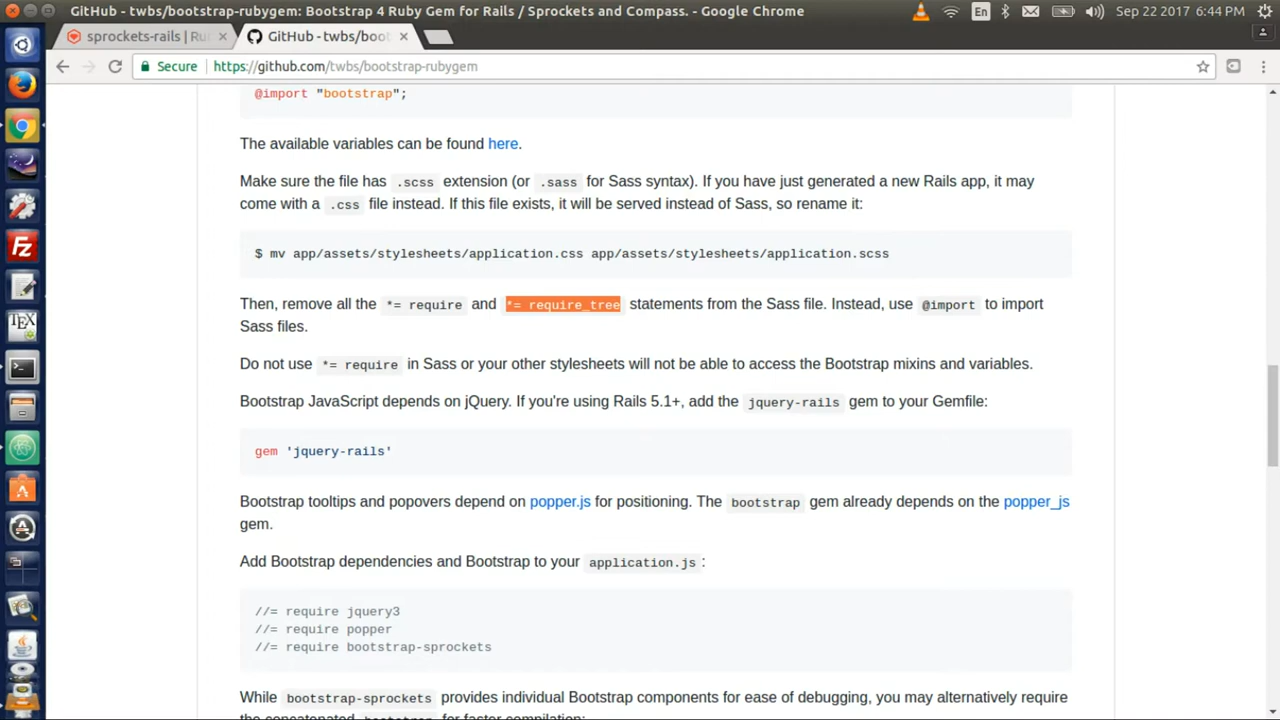 GitHub - twbs/bootstrap-rubygem: Bootstrap 4 Ruby Gem for Rails / Sprockets and Compass. - Google Chrome
En
Sep 22 2017 6:44 PM
sprockets-rails | Ru
GitHub - twbs/boot
Secure
https://github.com/twbs/bootstrap-rubygem
@import "bootstrap";
The available variables can be found here.
Make sure the file has .scss extension (or .sass for Sass syntax). If you have just generated a new Rails app, it may
come with a .css file instead. If this file exists, it will be served instead of Sass, so rename it:
$ mv app/assets/stylesheets/application.css app/assets/stylesheets/application.scss
Then, remove all the *= require and *= require_tree statements from the Sass file. Instead, use @import to import
Sass files.
Do not use *= require in Sass or your other stylesheets will not be able to access the Bootstrap mixins and variables.
Bootstrap JavaScript depends on jQuery. If you're using Rails 5.1+, add the jquery-rails gem to your Gemfile:
gem 'jquery-rails'
Bootstrap tooltips and popovers depend on popper.js for positioning. The bootstrap gem already depends on the popper_js
gem.
Add Bootstrap dependencies and Bootstrap to your application.js :
//= require jquery3
//= require popper
//= require bootstrap-sprockets
While bootstrap-sprockets provides individual Bootstrap components for ease of debugging, you may alternatively require
the concatenated bootstrap for faster compilation: